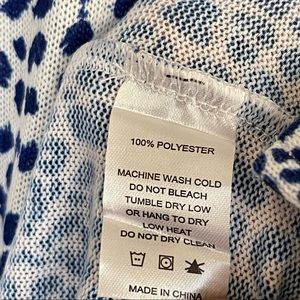 100% POLYESTER
MACHINE WASH COLD
DO NOT BLEACH
TUMBLE DRY LOW
OR HANG TO DRY
LOW HEAT
DO NOT DRY CLEAN
MADE IN CHINA